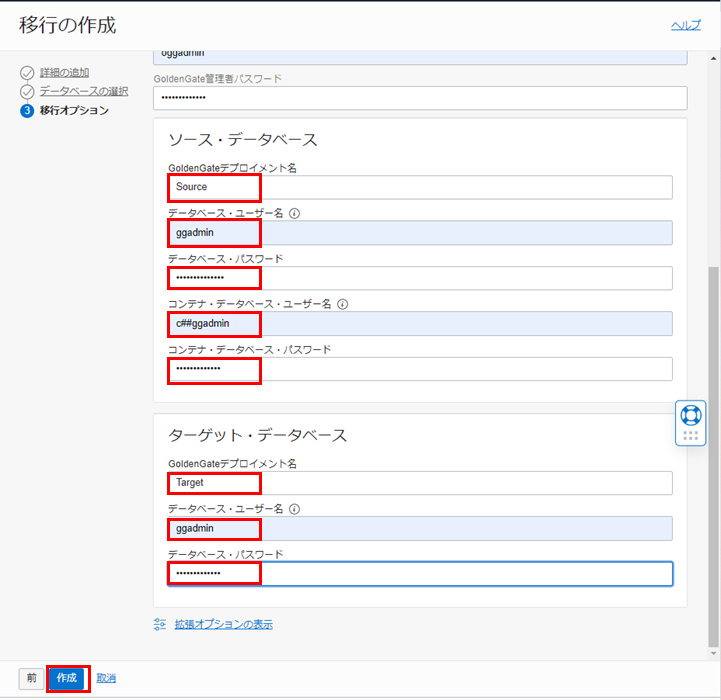 移行の作成
ヘルプ
詳細の追加
データベースの選択
3 移行オプション
oggadmin
GoldenGate管理者パスワード
•••••••••••••
ソース・データベース
GoldenGateデプロイメント名
Source
データベース・ユーザー名
ggadmin
データベース・パスワード
••••••••••••••
コンテナ・データベース・ユーザー名
c##ggadmin
コンテナ・データベース・パスワード
•••••••••••••
ターゲット・データベース
GoldenGateデプロイメント名
Target
データベース・ユーザー名
ggadmin
データベース・パスワード
•••••••••••••
拡張オプションの表示
前 作成 取消